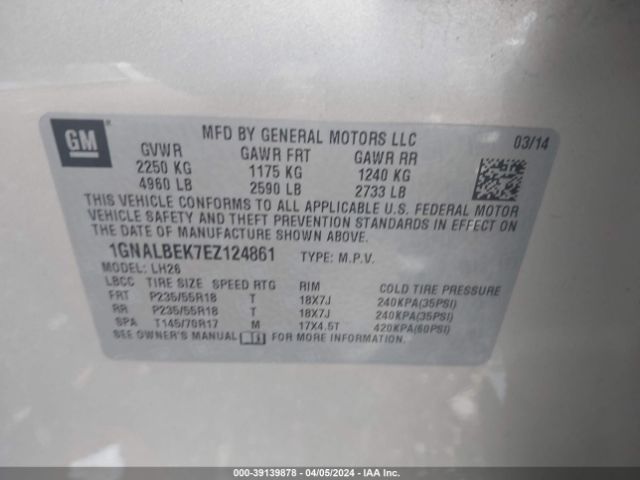 GM
MFD BY GENERAL MOTORS LLC
03/14
GVWR GAWR FRT GAWR RR
2250 KG 1175 KG 1240 KG
4960 LB 2590 LB 2733 LB
THIS VEHICLE CONFORMS TO ALL APPLICABLE U.S. FEDERAL MOTOR
VEHICLE SAFETY AND THEFT PREVENTION STANDARDS IN EFFECT ON
THE DATE OF MANUFACTURE SHOWN ABOVE.
1GNALBEK7EZ124861 TYPE: M.P.V.
MODEL: LH26
LBCC TIRE SIZE SPEED RTG RIM COLD TIRE PRESSURE
FRT P235/55R18 T 18X7J 240KPA(35PSI)
RR P235/55R18 T 18X7J 240KPA(35PSI)
SPA T145/70R17 M 17X4.5T 420KPA(60PSI)
SEE OWNER'S MANUAL FOR MORE INFORMATION.
000-39139878 - 04/05/2024 - IAA Inc.